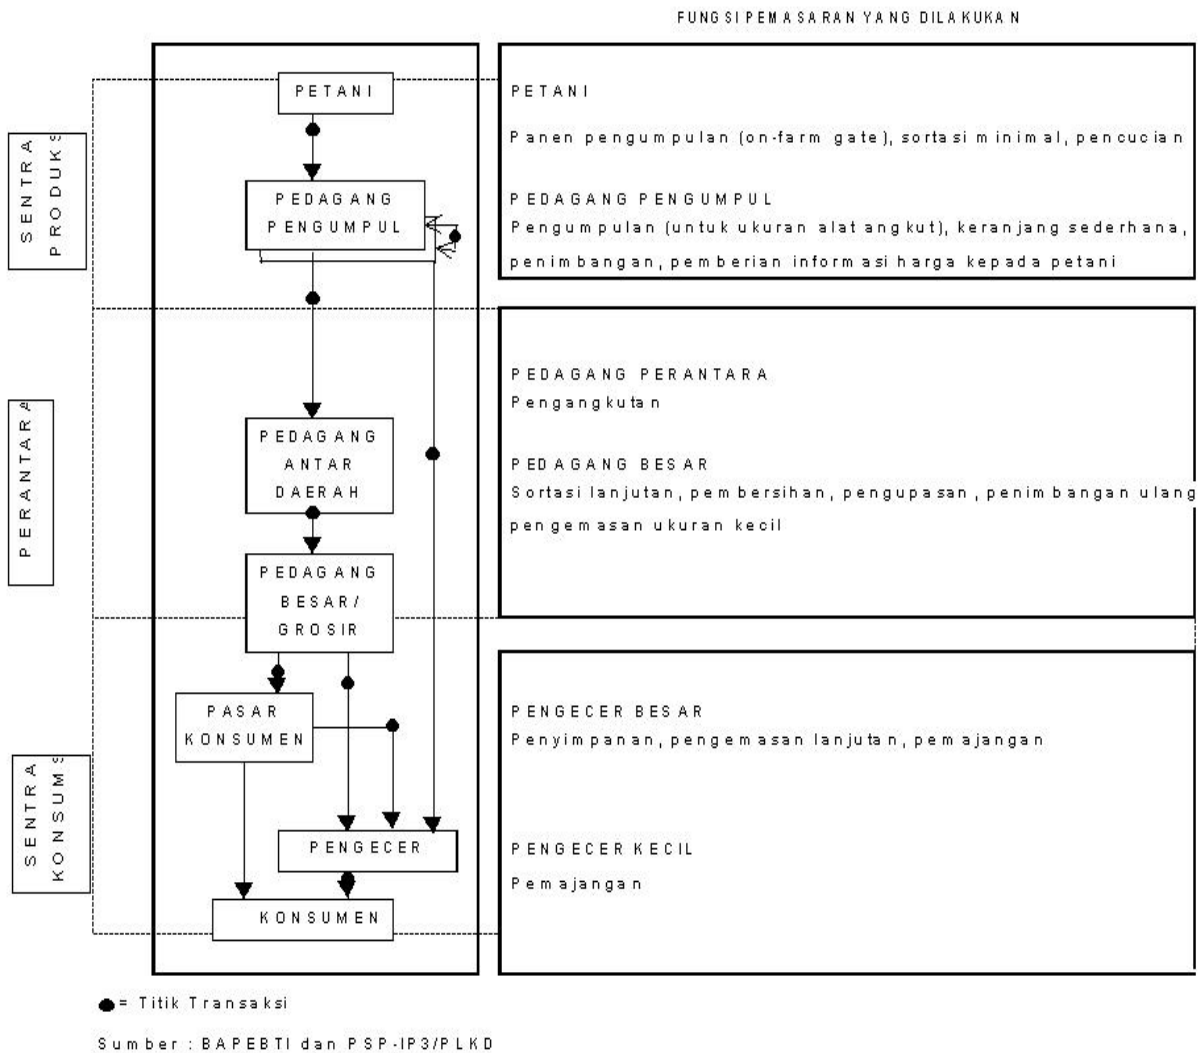 FUNGSI PEMASARAN YANG DILAKUKAN
SENTRA
PRODUKS
PETANI
PEDAGANG
PENGUMPUL
PETANI
Panen pengumpulan (on-farm gate), sortasi minimal, pencucian
PEDAGANG PENGUMPUL
Pengumpulan (untuk ukuran alat angkut), keranjang sederhana,
penimbangan, pemberian informasi harga kepada petani
PERANTARA
PEDAGANG
ANTAR
DAERAH
PEDAGANG
BESAR/
GROSIR
PEDAGANG PERANTARA
Pengangkutan
PEDAGANG BESAR
Sortasi lanjutan, pembersihan, pengupasan, penimbangan ulang
pengemasan ukuran kecil
SENTRA
KONSUMS
PASAR
KONSUMEN
PENGECER
KONSUMEN
PENGECER BESAR
Penyimpanan, pengemasan lanjutan, pemajangan
PENGECER KECIL
Pemajangan
= Titik Transaksi
Sumber : BAPEBTI dan PSP-IP3/PLKD